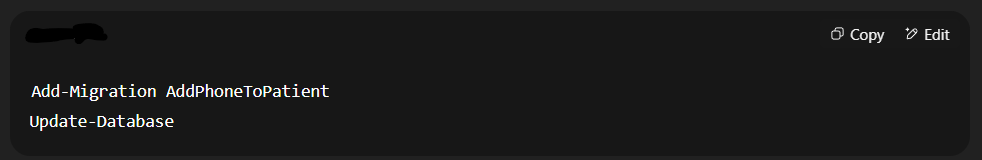 Copy Edit
Add-Migration AddPhoneToPatient
Update-Database